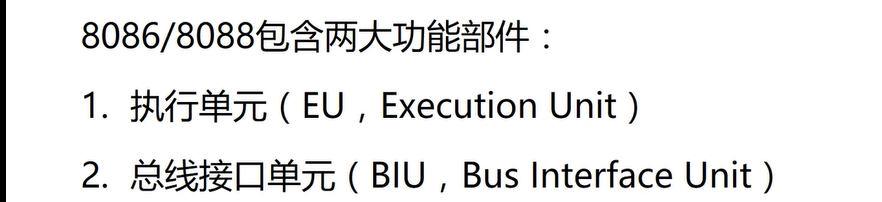 8086/8088包含两大功能部件：
1. 执行单元（EU，Execution Unit）
2. 总线接口单元（BIU，Bus Interface Unit）